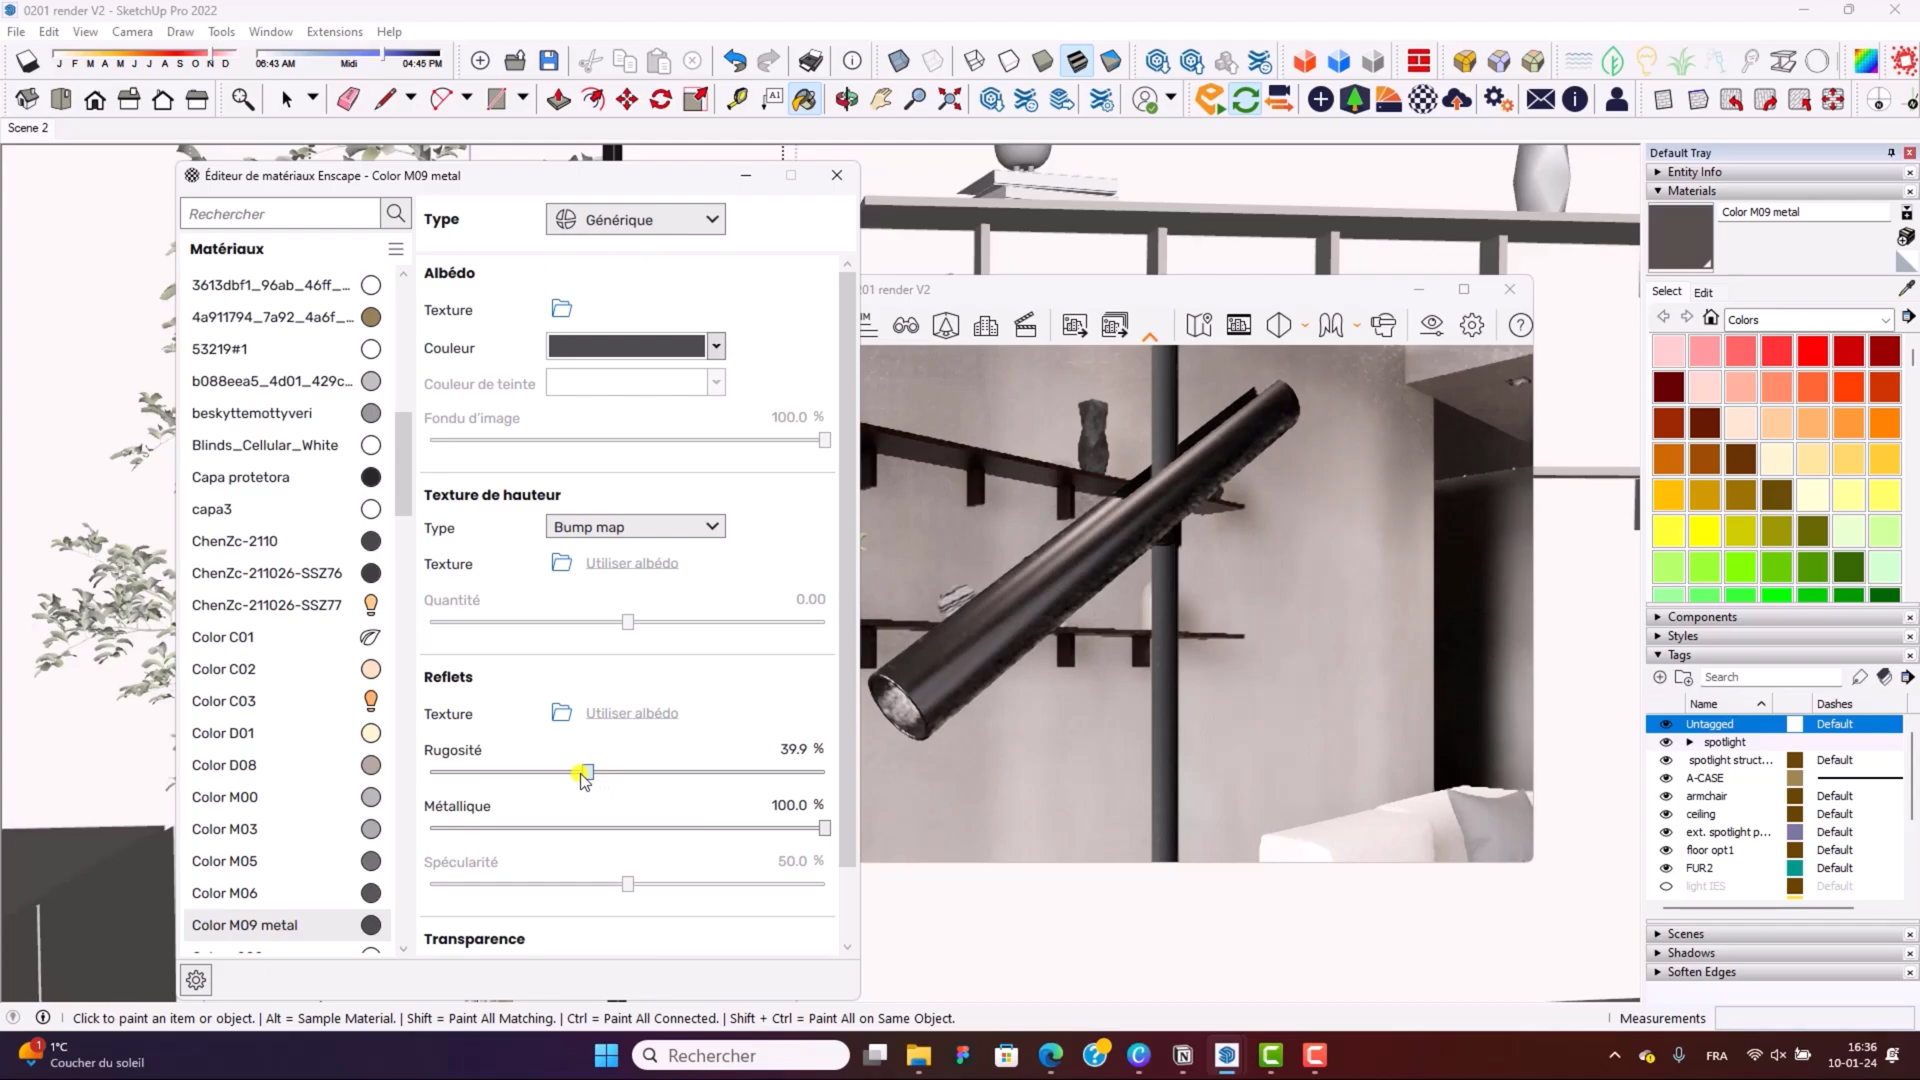 0201 render V2 - SketchUp Pro 2022
File Edit View Camera Draw Tools Extensions Help
J F M A M J J A S O N D
06:43 AM Midi 04:45 PM
Scene 2
Éditeur de matériaux Enscape - Color M09 metal
Rechercher
Matériaux
3613dbf1_96ab_46ff_...
4a911794_7a92_4a6f_...
53219#1
b088eea5_4d01_429c...
beskyttemottyveri
Blinds_Cellular_White
Capa protetora
capa3
ChenZc-2110
ChenZc-211026-SSZ76
ChenZc-211026-SSZ77
Color C01
Color C02
Color C03
Color D01
Color D08
Color M00
Color M03
Color M05
Color M06
Color M09 metal
Type Générique
Albédo
Texture
Couleur
Couleur de teinte
Fondu d'image 100.0 %
Texture de hauteur
Type Bump map
Texture Utiliser albédo
Quantité 0.00
Reflets
Texture Utiliser albédo
Rugosité 39.9 %
Métallique 100.0 %
Spécularité 50.0 %
Transparence
01 render V2
Default Tray
Entity Info
Materials
Color M09 metal
Select Edit
Colors
Components
Styles
Tags
Search
Name Dashes
Untagged Default
spotlight
spotlight struct... Default
A-CASE
armchair Default
ceiling Default
ext. spotlight p... Default
floor opt1 Default
FUR2 Default
light IES Default
Scenes
Shadows
Soften Edges
Click to paint an item or object. | Alt = Sample Material. | Shift = Paint All Matching. | Ctrl = Paint All Connected. | Shift + Ctrl = Paint All on Same Object.
Measurements
1
1°C
Coucher du soleil
Rechercher
FRA
16:36
10-01-24